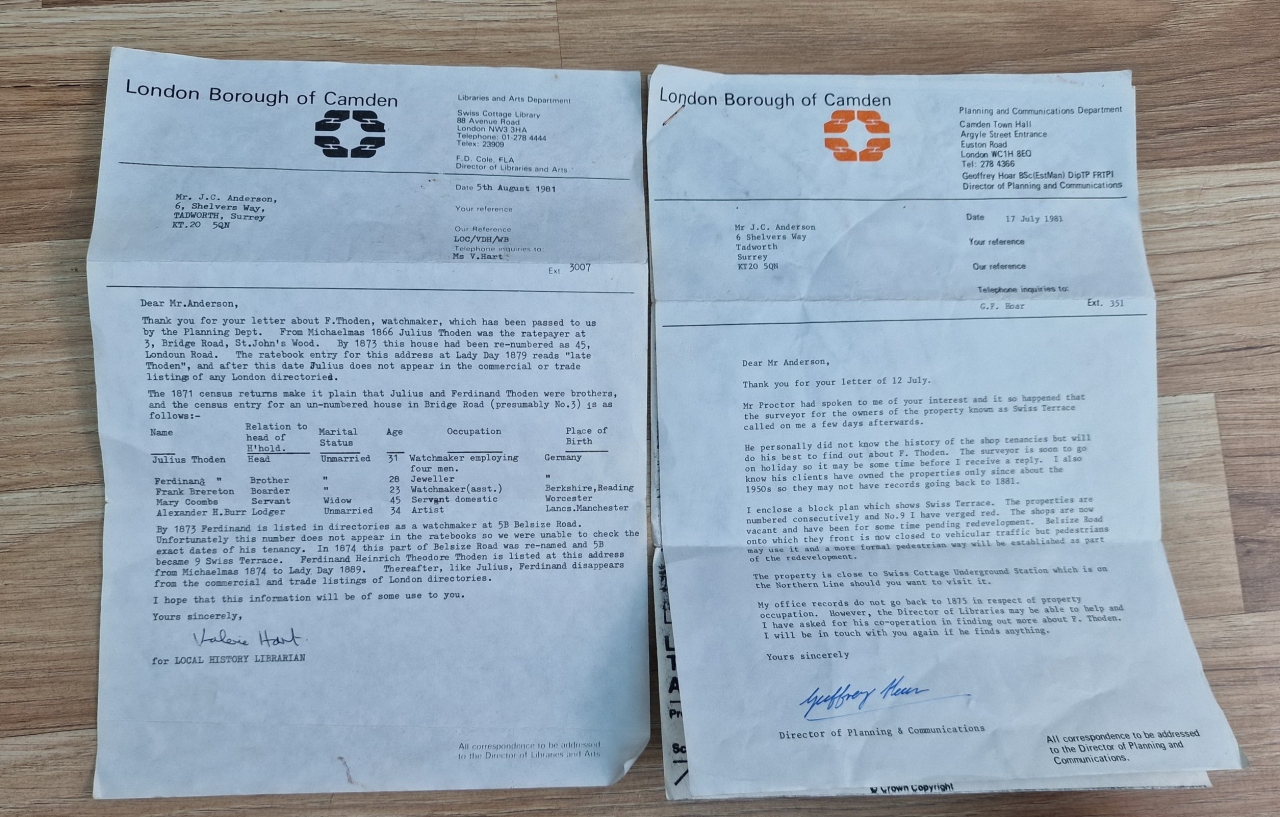 London Borough of Camden
Libraries and Arts Department
Swiss Cottage Library
88 Avenue Road
London NW3 3HA
Telephone: 01-278 4444
Telex: 23909
F.D. Cole, FLA
Director of Libraries and Arts
Date 5th August 1981
Mr. J.C. Anderson,
6, Shelvers Way,
TADWORTH, Surrey
KT.20 5QN
Your reference
Our Reference
LOC/VDH/WB
Telephone inquiries to:
Ms V.Hart
Ext 3007
Dear Mr.Anderson,
Thank you for your letter about F.Thoden, watchmaker, which has been passed to us
by the Planning Dept. From Michaelmas 1866 Julius Thoden was the ratepayer at
3, Bridge Road, St.John's Wood. By 1873 this house had been re-numbered as 45,
Londoun Road. The ratebook entry for this address at Lady Day 1879 reads "late
Thoden", and after this date Julius does not appear in the commercial or trade
listings of any London directoried.
The 1871 census returns make it plain that Julius and Ferdinand Thoden were brothers,
and the census entry for an un-numbered house in Bridge Road (presumably No.3) is as
follows:-
Name Relation to head of H'hold. Marital Status Age Occupation Place of Birth
Julius Thoden Head Unmarried 31 Watchmaker employing four men. Germany
Ferdinand " Brother " 28 Jeweller "
Frank Brereton Boarder " 23 Watchmaker(asst.) Berkshire,Reading
Mary Coombs Servant Widow 45 Servant domestic Worcester
Alexander H.Burr Lodger Unmarried 34 Artist Lancs.Manchester
By 1873 Ferdinand is listed in directories as a watchmaker at 5B Belsize Road.
Unfortunately this number does not appear in the ratebooks so we were unable to check the
exact dates of his tenancy. In 1874 this part of Belsize Road was re-named and 5B
became 9 Swiss Terrace. Ferdinand Heinrich Theodore Thoden is listed at this address
from Michaelmas 1874 to Lady Day 1889. Thereafter, like Julius, Ferdinand disappears
from the commercial and trade listings of London directories.
I hope that this information will be of some use to you.
Yours sincerely,
Valerie Hart.
for LOCAL HISTORY LIBRARIAN
All correspondence to be addressed
to the Director of Libraries and Arts
London Borough of Camden
Planning and Communications Department
Camden Town Hall
Argyle Street Entrance
Euston Road
London WC1H 8EQ
Tel: 278 4366
Geoffrey Hoar BSc(EstMan) DipTP FRTPI
Director of Planning and Communications
Mr J.C. Anderson
6 Shelvers Way
Tadworth
Surrey
KT20 5QN
Date 17 July 1981
Your reference
Our reference
Telephone inquiries to:
G.F. Hoar Ext. 351
Dear Mr Anderson,
Thank you for your letter of 12 July.
Mr Proctor had spoken to me of your interest and it so happened that
the surveyor for the owners of the property known as Swiss Terrace
called on me a few days afterwards.
He personally did not know the history of the shop tenancies but will
do his best to find out about F. Thoden. The surveyor is soon to go
on holiday so it may be some time before I receive a reply. I also
know his clients have owned the properties only since about the
1950s so they may not have records going back to 1881.
I enclose a block plan which shows Swiss Terrace. The properties are
numbered consecutively and No.9 I have verged red. The shops are now
vacant and have been for some time pending redevelopment. Belsize Road
onto which they front is now closed to vehicular traffic but pedestrians
may use it and a more formal pedestrian way will be established as part
of the redevelopment.
The property is close to Swiss Cottage Underground Station which is on
the Northern Line should you want to visit it.
My office records do not go back to 1875 in respect of property
occupation. However, the Director of Libraries may be able to help and
I have asked for his co-operation in finding out more about F. Thoden.
I will be in touch with you again if he finds anything.
Yours sincerely
Geoffrey Hoar
Director of Planning & Communications
All correspondence to be addressed
to the Director of Planning and
Communications.
© Crown Copyright